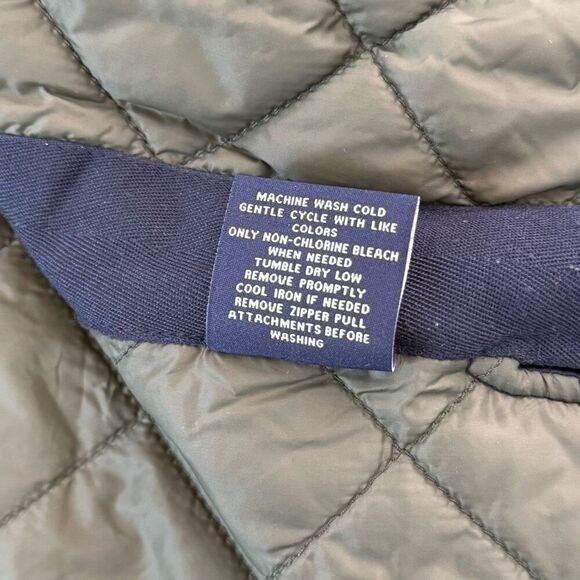 MACHINE WASH COLD
GENTLE CYCLE WITH LIKE
COLORS
ONLY NON-CHLORINE BLEACH
WHEN NEEDED
TUMBLE DRY LOW
REMOVE PROMPTLY
COOL IRON IF NEEDED
REMOVE ZIPPER PULL
ATTACHMENTS BEFORE
WASHING